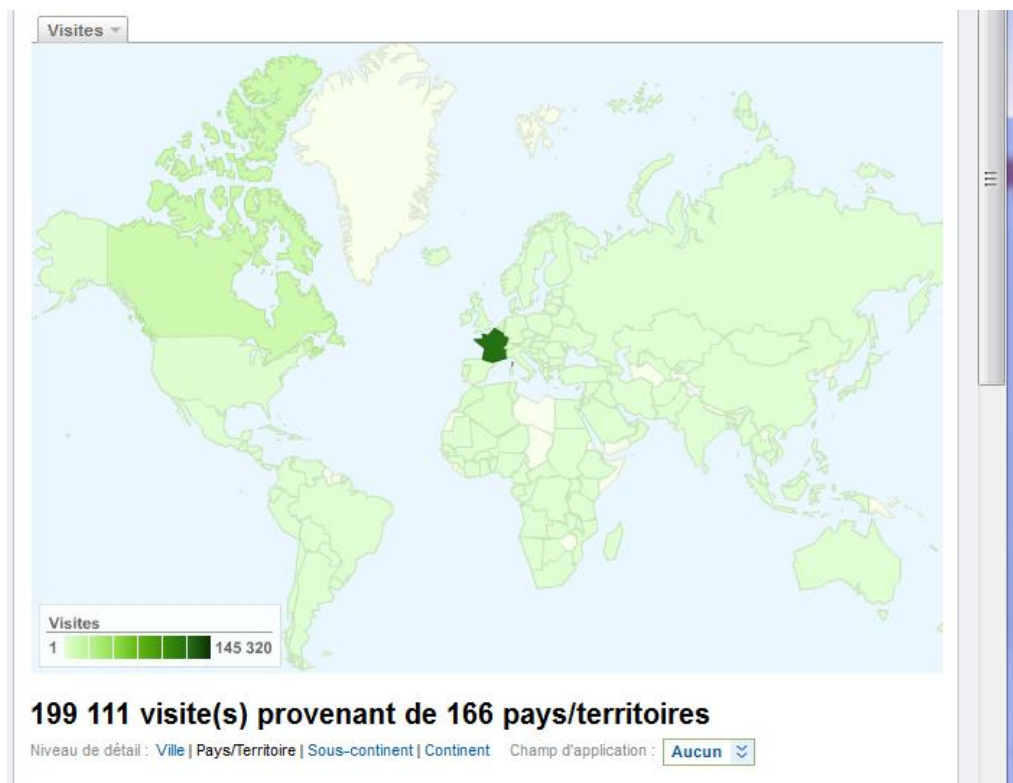 Visites
Visites
1 145 320
199 111 visite(s) provenant de 166 pays/territoires
Niveau de détail : Ville | Pays/Territoire | Sous-continent | Continent Champ d'application : Aucun